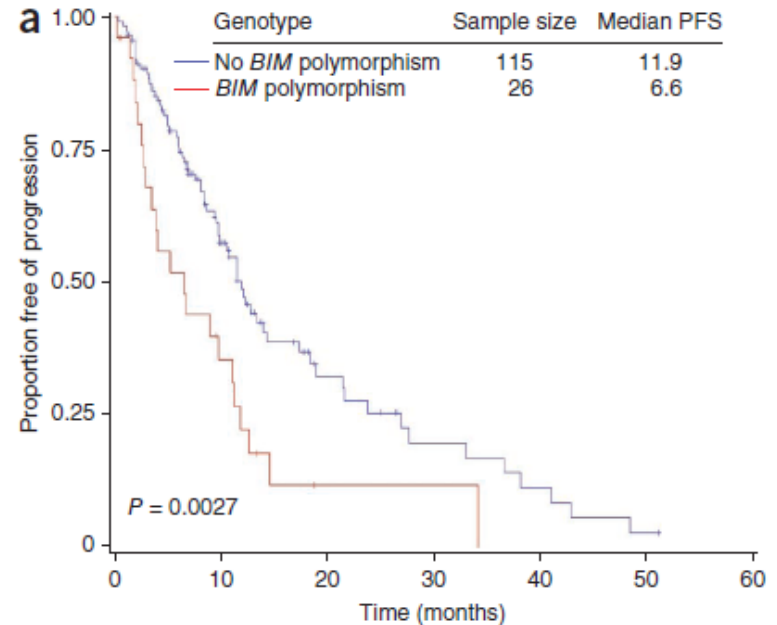 a
Genotype Sample size Median PFS
No BIM polymorphism 115 11.9
BIM polymorphism 26 6.6
1.00
0.75
0.50
0.25
0
Proportion free of progression
P = 0.0027
0 10 20 30 40 50 60
Time (months)